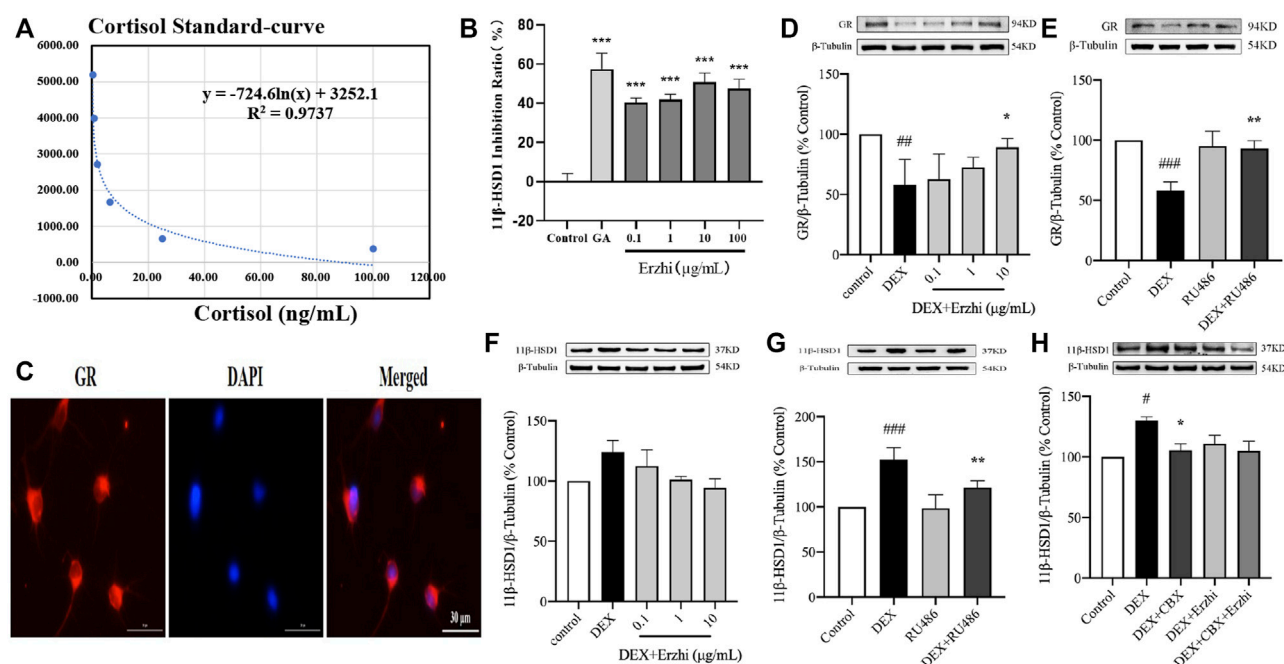 A
Cortisol Standard-curve
6000.00
5000.00
4000.00
3000.00
2000.00
1000.00
0.00
-1000.00
y = -724.6ln(x) + 3252.1
R² = 0.9737
0.00
20.00
40.00
60.00
80.00
100.00
120.00
Cortisol (ng/mL)
B
11β-HSD1 Inhibition Ratio( %)
80
60
40
20
0
-20
***
***
***
***
***
Control
GA
0.1
1
10
100
Erzhi(μg/mL)
C
GR
DAPI
Merged
30 μm
D
GR
94KD
β-Tubulin
54KD
GR/β-Tubulin (% Control)
150
100
50
0
##
*
control
DEX
0.1
1
10
DEX+Erzhi (μg/mL)
E
GR
94KD
β-Tubulin
54KD
GR/β-Tubulin (% Control)
150
100
50
0
###
**
Control
DEX
RU486
DEX+RU486
F
11β-HSD1
37KD
β-Tubulin
54KD
11β-HSD1/β-Tubulin (% Control)
150
100
50
0
control
DEX
0.1
1
10
DEX+Erzhi (μg/mL)
G
11β-HSD1
37KD
β-Tubulin
54KD
11β-HSD1/β-Tubulin (% Control)
200
150
100
50
0
###
**
Control
DEX
RU486
DEX+RU486
H
11β-HSD1
37KD
β-Tubulin
54KD
11β-HSD1/β-Tubulin (% Control)
150
100
50
0
#
*
Control
DEX
DEX+CBX
DEX+Erzhi
DEX+CBX+Erzhi